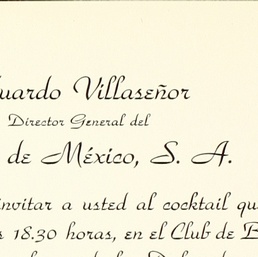 uardo Villaseñor
Director General del
de México, S. A.
invitar a usted al cocktail qu
18.30 horas, en el Club de B